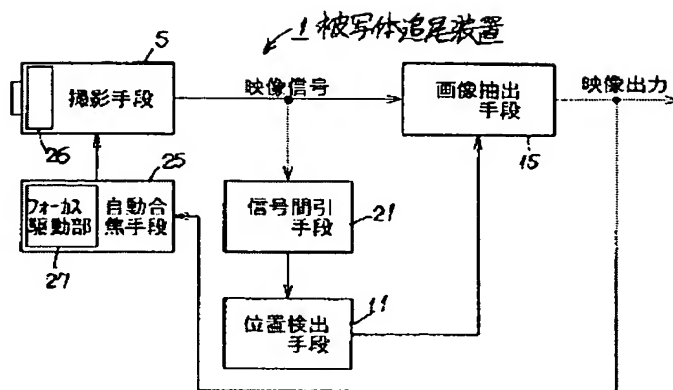 1 被写体追尾装置
5
撮影手段
26
映像信号
画像抽出
手段
15
映像出力
25
フォーカス
駆動部
27
自動合
焦手段
信号間引
手段
21
位置検出
手段
11